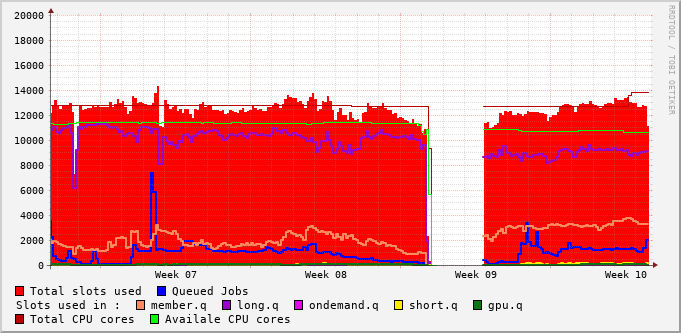 RRDTOOL / TOBI OETIKER
20000
18000
16000
14000
12000
10000
8000
6000
4000
2000
0
Week 07 Week 08 Week 09 Week 10
Total slots used Queued Jobs
Slots used in : member.q long.q ondemand.q short.q gpu.q
Total CPU cores Availale CPU cores